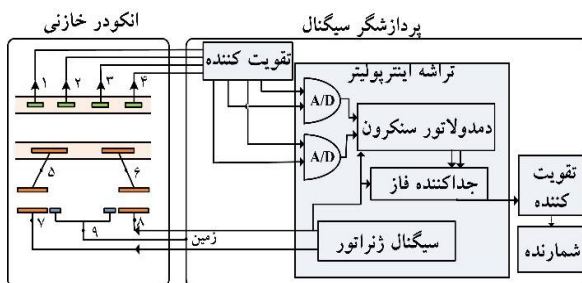 پردازشگر سیگنال
انکودر خازنی
تقویت کننده
تراشه اینترپولیتر
۱ ۲ ۳ ۴
A/D
A/D
دمدولاتور سنکرون
جداکننده فاز
تقویت
کننده
شمارنده
سیگنال ژنراتور
۵ ۶
۷ ۹ ۸
زمین